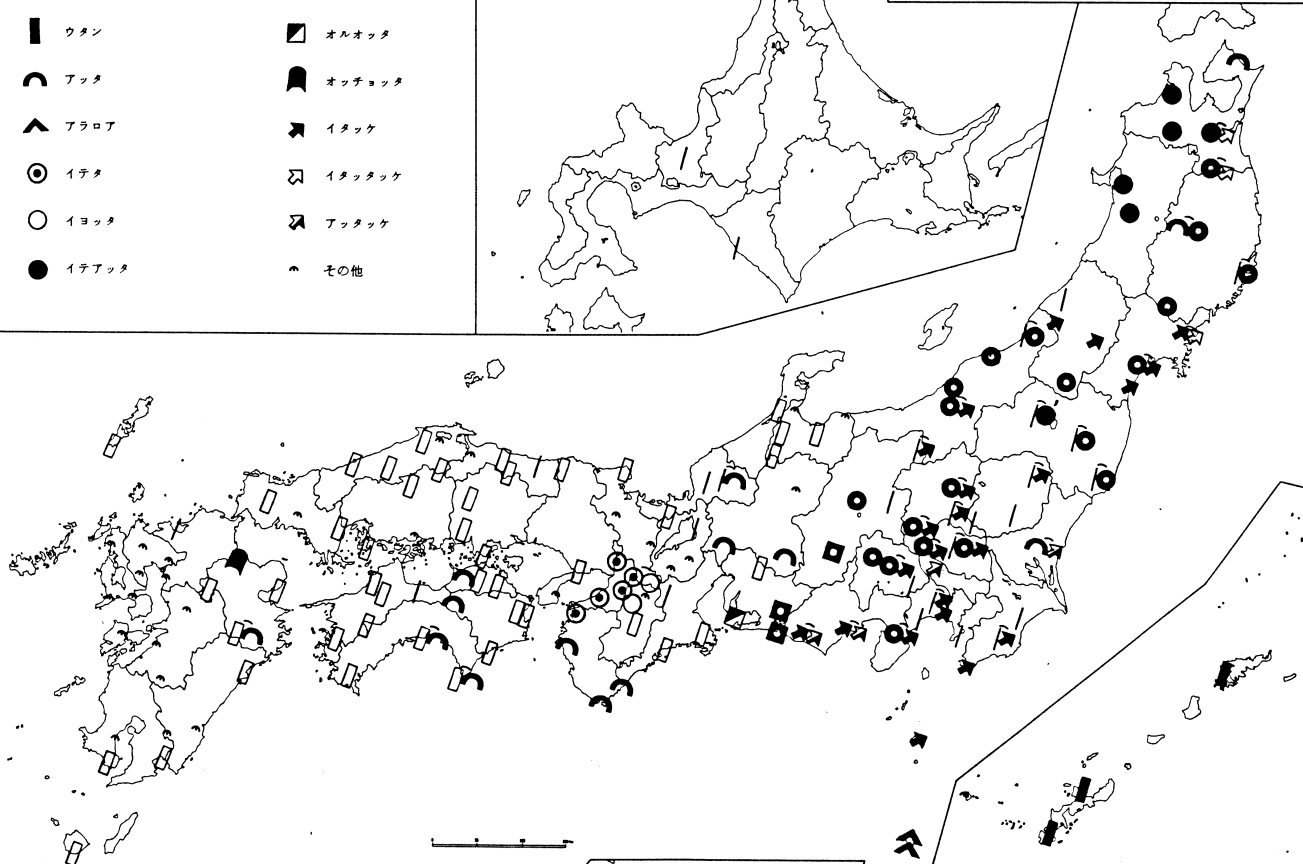 ウタン
アッタ
アラロア
イテタ
イヨッタ
イテアッタ
オルオッタ
オッチョッタ
イタッケ
イタッタッケ
アッタッケ
その他